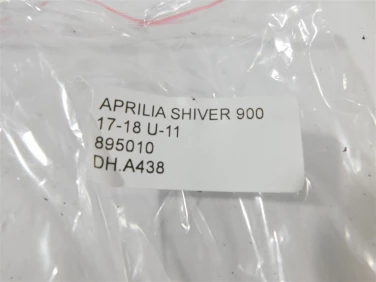 APRILIA SHIVER 900
17-18 U-11
895010
DH.A438